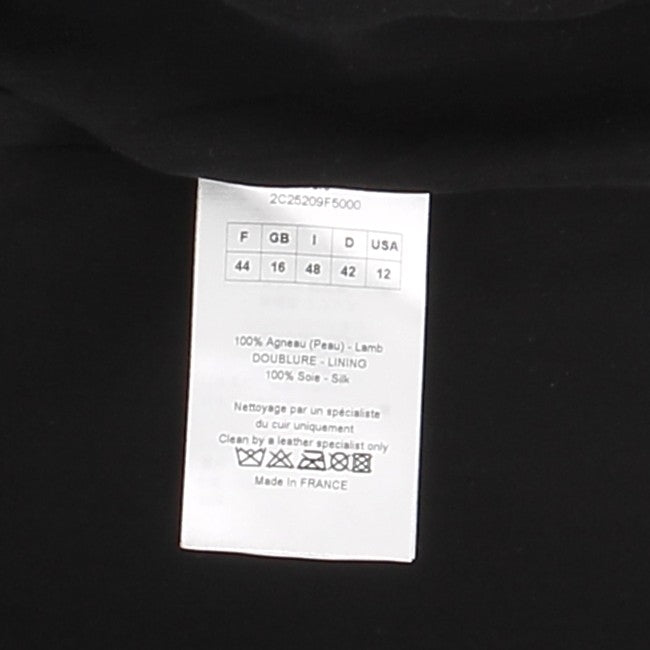 2C25209F5000
F GB I D USA
44 16 48 42 12
100% Agneau (Peau) - Lamb
DOUBLURE - LINING
100% Soie - Silk
Nettoyage par un spécialiste
du cuir uniquement
Clean by a leather specialist only
Made In FRANCE